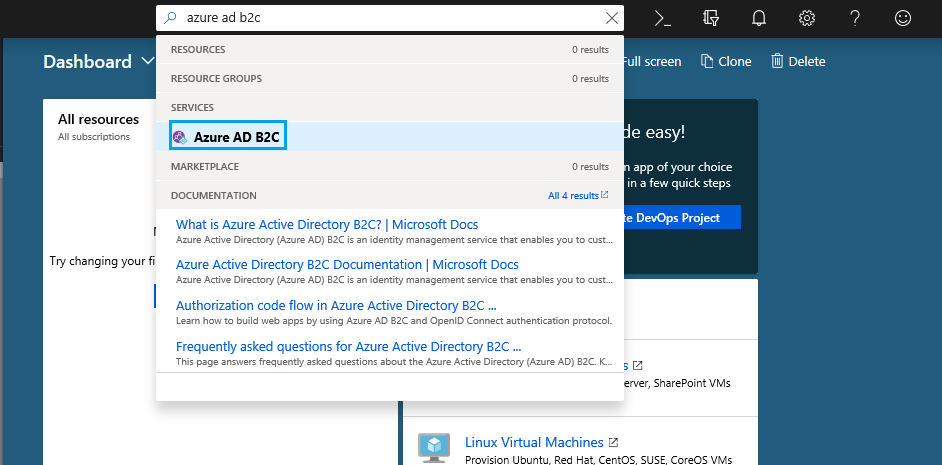 azure ad b2c
Dashboard
Full screen
Clone
Delete
RESOURCES 0 results
RESOURCE GROUPS 0 results
SERVICES
Azure AD B2C
MARKETPLACE 0 results
DOCUMENTATION All 4 results
What is Azure Active Directory B2C? | Microsoft Docs
Azure Active Directory (Azure AD) B2C is an identity management service that enables you to cust...
Azure Active Directory B2C Documentation | Microsoft Docs
Azure Active Directory (Azure AD) B2C is an identity management service that enables you to cust...
Authorization code flow in Azure Active Directory B2C ...
Learn how to build web apps by using Azure AD B2C and OpenID Connect authentication protocol.
Frequently asked questions for Azure Active Directory B2C ...
This page answers frequently asked questions about the Azure Active Directory (Azure AD) B2C. K...
All resources
All subscriptions
Try changing your fi
de easy!
n app of your choice
in a few quick steps
te DevOps Project
s
erver, SharePoint VMs
Linux Virtual Machines
Provision Ubuntu, Red Hat, CentOS, SUSE, CoreOS VMs